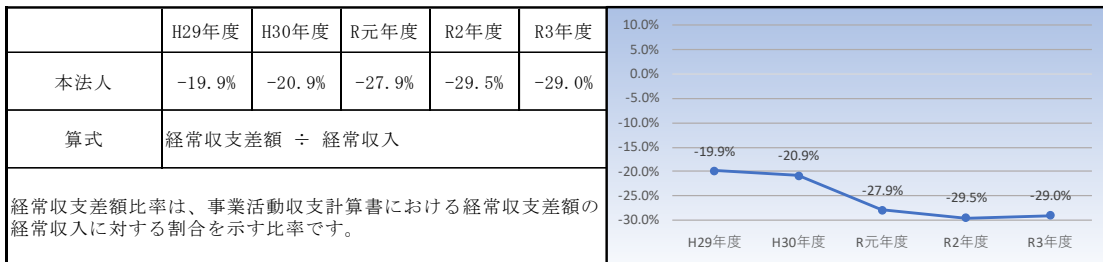 H29年度 H30年度 R元年度 R2年度 R3年度
本法人 -19.9% -20.9% -27.9% -29.5% -29.0%
算式 経常収支差額 ÷ 経常収入
経常収支差額比率は、事業活動収支計算書における経常収支差額の
経常収入に対する割合を示す比率です。
10.0%
5.0%
0.0%
-5.0%
-10.0%
-15.0%
-20.0%
-25.0%
-30.0%
-19.9% -20.9% -27.9% -29.5% -29.0%
H29年度 H30年度 R元年度 R2年度 R3年度